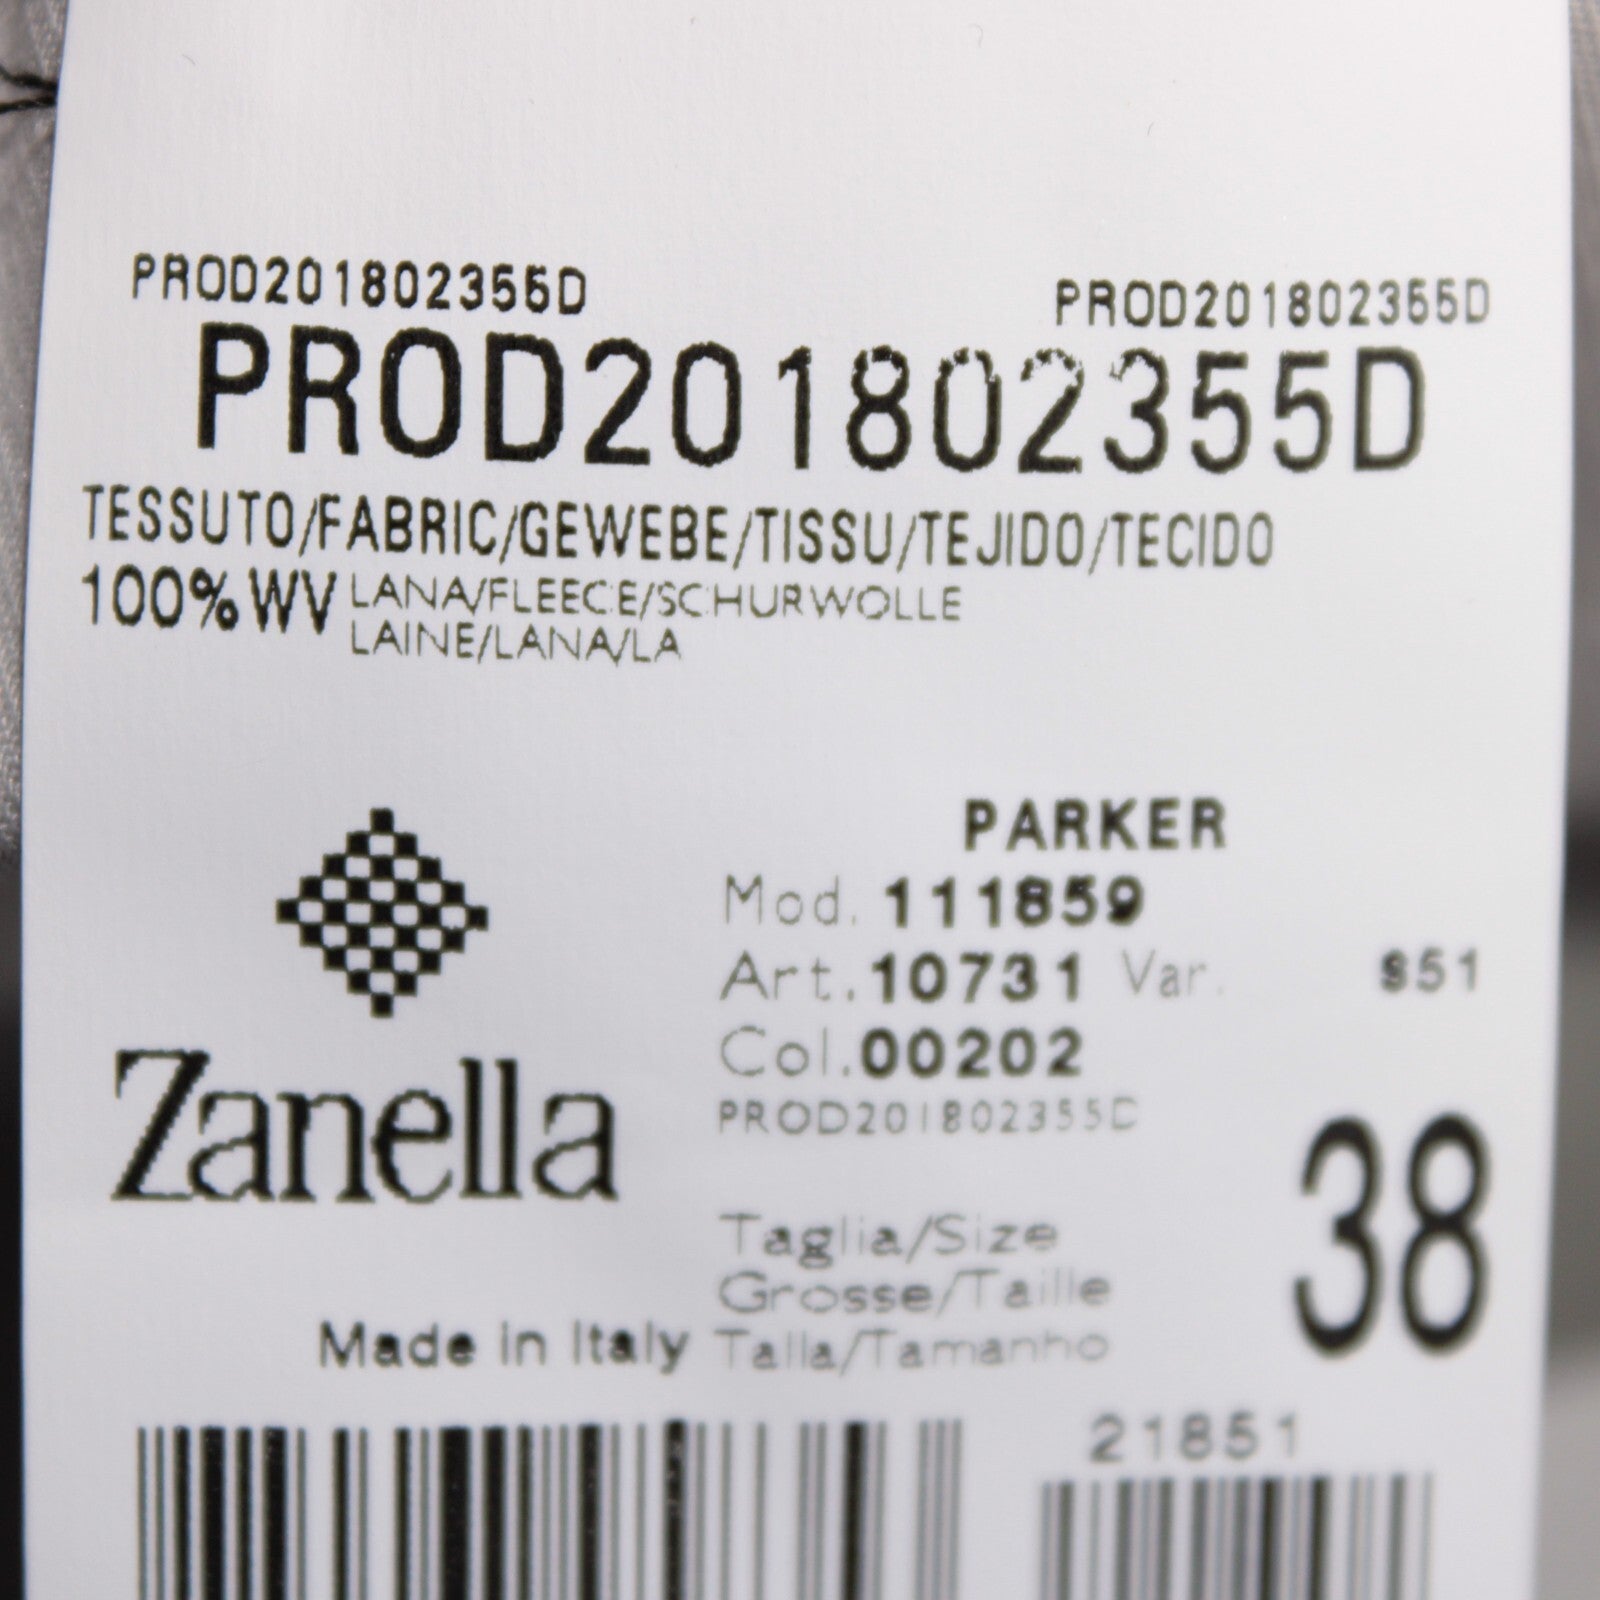 PROD201802355D
PROD201802355D
PROD201802355D
TESSUTO/FABRIC/GEWEBE/TISSU/TEJIDO/TECIDO
100% WV LANA/FLEECE/SCHURWOLLE
LAINE/LANA/LA
PARKER
Mod. 111859
Art. 10731 Var. 851
Col. 00202
PROD201802355D
Zanella
Taglia/Size
Grosse/Taille
Talla/Tamanho
38
Made in Italy
21851